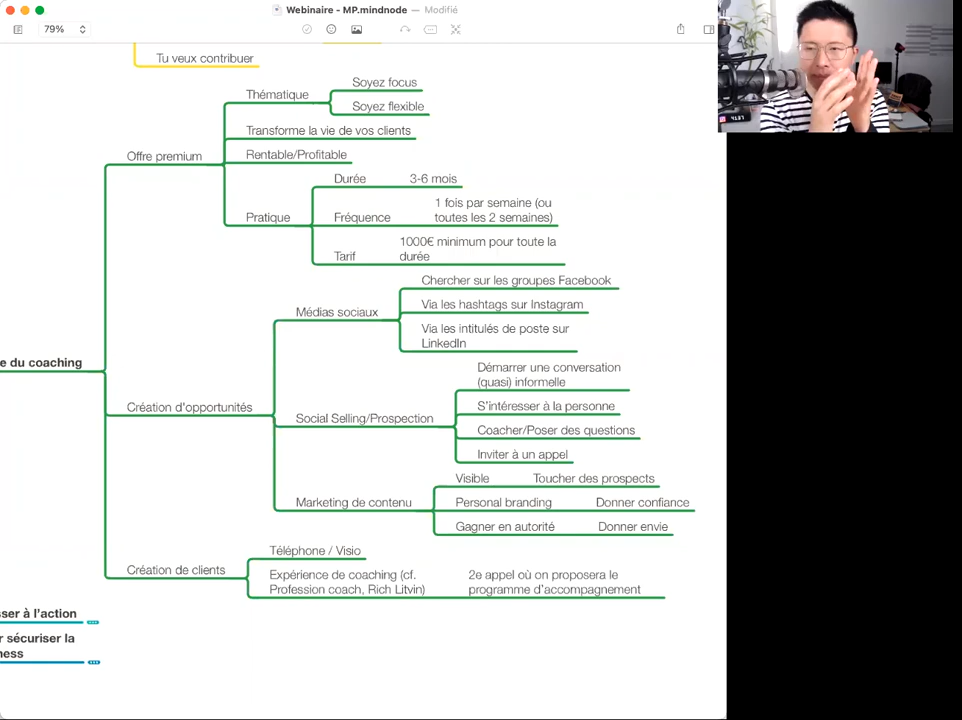 Webinaire - MP.mindnode — Modifié
79%
Tu veux contribuer
Soyez focus
Thématique
Soyez flexible
Transforme la vie de vos clients
Offre premium
Rentable/Profitable
Durée
3-6 mois
1 fois par semaine (ou
toutes les 2 semaines)
Pratique
Fréquence
1000€ minimum pour toute la
durée
Tarif
Chercher sur les groupes Facebook
Via les hashtags sur Instagram
Médias sociaux
Via les intitulés de poste sur
LinkedIn
e du coaching
Démarrer une conversation
(quasi) informelle
Création d'opportunités
S'intéresser à la personne
Social Selling/Prospection
Coacher/Poser des questions
Inviter à un appel
Visible
Toucher des prospects
Marketing de contenu
Personal branding
Donner confiance
Gagner en autorité
Donner envie
Téléphone / Visio
Création de clients
Expérience de coaching (cf.
Profession coach, Rich Litvin)
2e appel où on proposera le
programme d'accompagnement
sser à l'action
r sécuriser la
ness